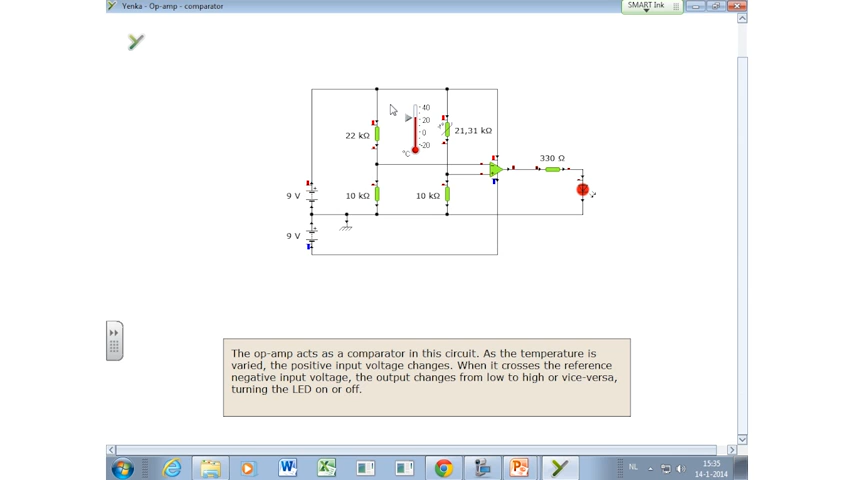 Yenka - Op-amp - comparator
SMART Ink
22 kΩ
40
20
0
-20
°C
21,31 kΩ
330 Ω
9 V
10 kΩ
10 kΩ
9 V
The op-amp acts as a comparator in this circuit. As the temperature is
varied, the positive input voltage changes. When it crosses the reference
negative input voltage, the output changes from low to high or vice-versa,
turning the LED on or off.
NL
15:35
14-1-2014